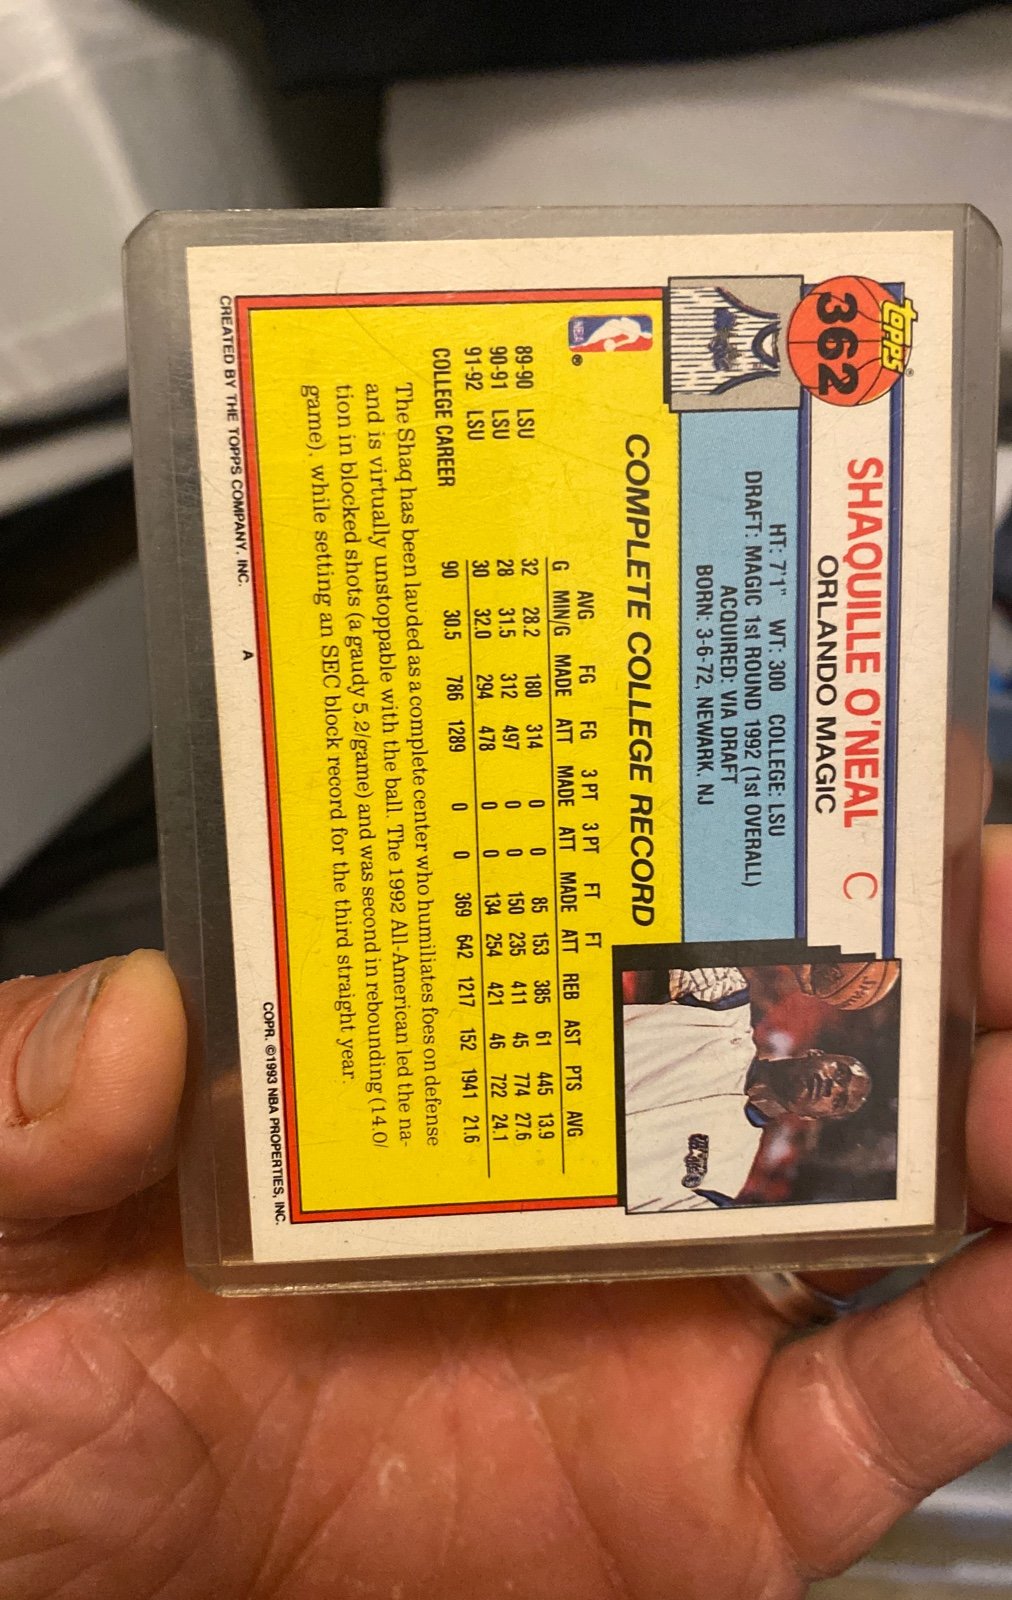 topps®
362
SHAQUILLE O'NEAL C
ORLANDO MAGIC
HT: 7'1" WT: 300 COLLEGE: LSU
DRAFT: MAGIC 1st ROUND 1992 (1st OVERALL)
ACQUIRED: VIA DRAFT
BORN: 3-6-72, NEWARK, NJ
COMPLETE COLLEGE RECORD
NBA ®
AVG FG FG 3 PT 3 PT FT FT
G MIN/G MADE ATT MADE ATT MADE ATT REB AST PTS AVG
89-90 LSU 32 28.2 180 314 0 0 85 153 385 61 445 13.9
90-91 LSU 28 31.5 312 497 0 0 150 235 411 45 774 27.6
91-92 LSU 30 32.0 294 478 0 0 134 254 421 46 722 24.1
COLLEGE CAREER 90 30.5 786 1289 0 0 369 642 1217 152 1941 21.6
The Shaq has been lauded as a complete center who humiliates foes on defense
and is virtually unstoppable with the ball. The 1992 All-American led the na-
tion in blocked shots (a gaudy 5.2/game) and was second in rebounding (14.0/
game), while setting an SEC block record for the third straight year.
CREATED BY THE TOPPS COMPANY, INC. A COPR. ©1993 NBA PROPERTIES, INC.